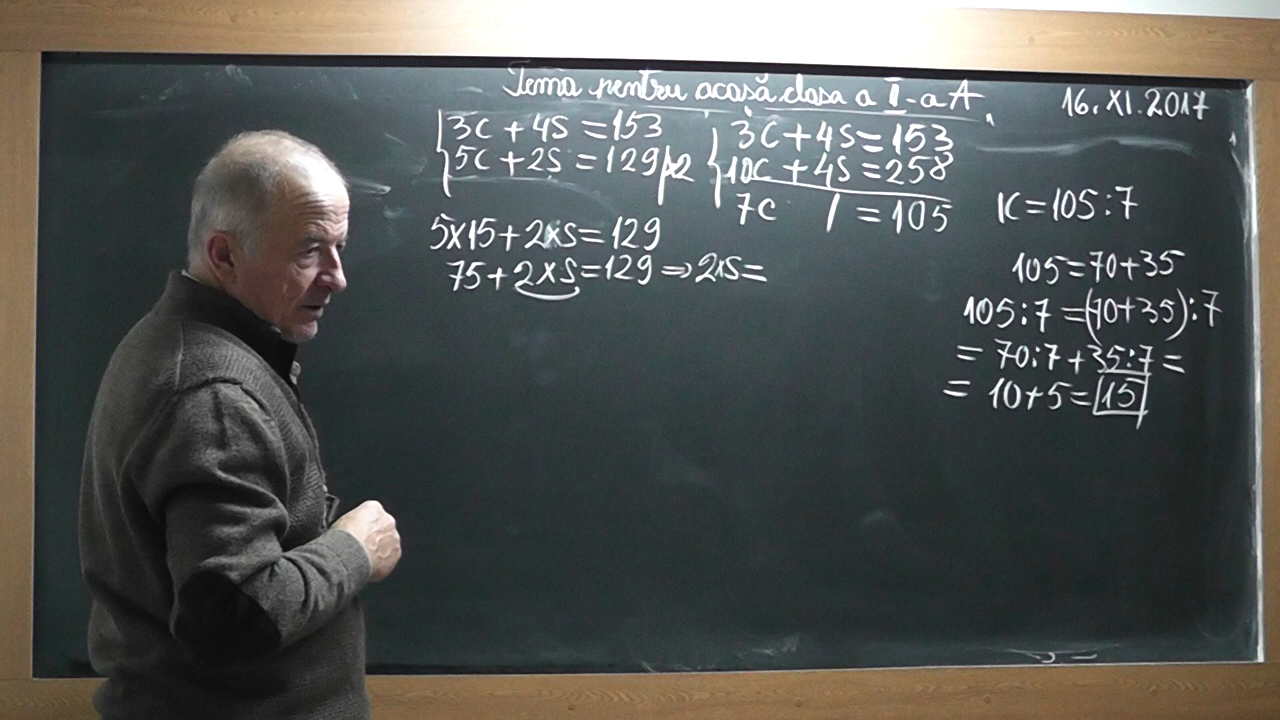 Tema pentru acasă clasa a I-a A
16.XI.2017
3C + 4S = 153
5C + 2S = 129 |x2
3C + 4S = 153
10C + 4S = 258
7C / = 105
1C = 105:7
5x15 + 2xS = 129
75 + 2xS = 129 ⇒ 2xS =
105 = 70 + 35
105:7 = (70+35):7
= 70:7 + 35:7 =
= 10 + 5 = 15